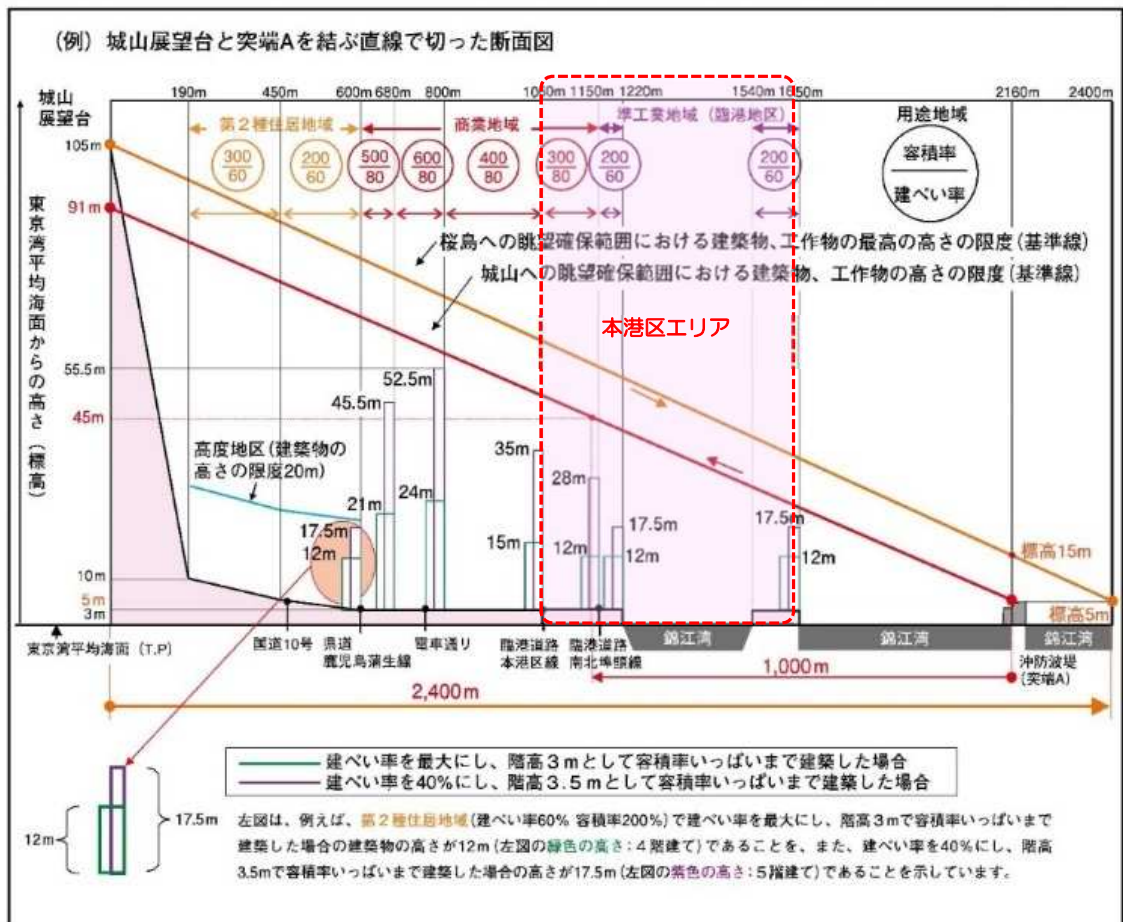 （例）城山展望台と突端Aを結ぶ直線で切った断面図
城山
展望台
190m 450m 600m 680m 800m 1150m 1220m 1540m 2160m 2400m
第2種住居地域
商業地域
準工業地域(臨港地区)
用途地域
容積率
建ぺい率
300
60
200
60
500
80
600
80
400
80
300
80
200
60
200
60
105m
91m
55.5m
45m
10m
5m
3m
東京湾平均海面からの高さ(標高)
桜島への眺望確保範囲における建築物、工作物の最高の高さの限度(基準線)
城山への眺望確保範囲における建築物、工作物の高さの限度(基準線)
本港区エリア
高度地区(建築物の
高さの限度20m)
17.5m
12m
21m
45.5m
24m
52.5m
15m
35m
12m
28m
12m
17.5m
17.5m
12m
標高15m
標高5m
東京湾平均海面(T.P)
国道10号
県道
鹿児島蒲生線
電車通り
臨港道路
本港区線
臨港道路
南北埠頭線
錦江湾
錦江湾
錦江湾
沖防波堤
(突端A)
1,000m
2,400m
12m
17.5m
建ぺい率を最大にし、階高3mとして容積率いっぱいまで建築した場合
建ぺい率を40%にし、階高3.5mとして容積率いっぱいまで建築した場合
左図は、例えば、第2種住居地域(建ぺい率60% 容積率200%)で建ぺい率を最大にし、階高3mで容積率いっぱいまで
建築した場合の建築物の高さが12m(左図の緑色の高さ:4階建て)であることを、また、建ぺい率を40%にし、階高
3.5mで容積率いっぱいまで建築した場合の高さが17.5m(左図の紫色の高さ:5階建て)であることを示しています。